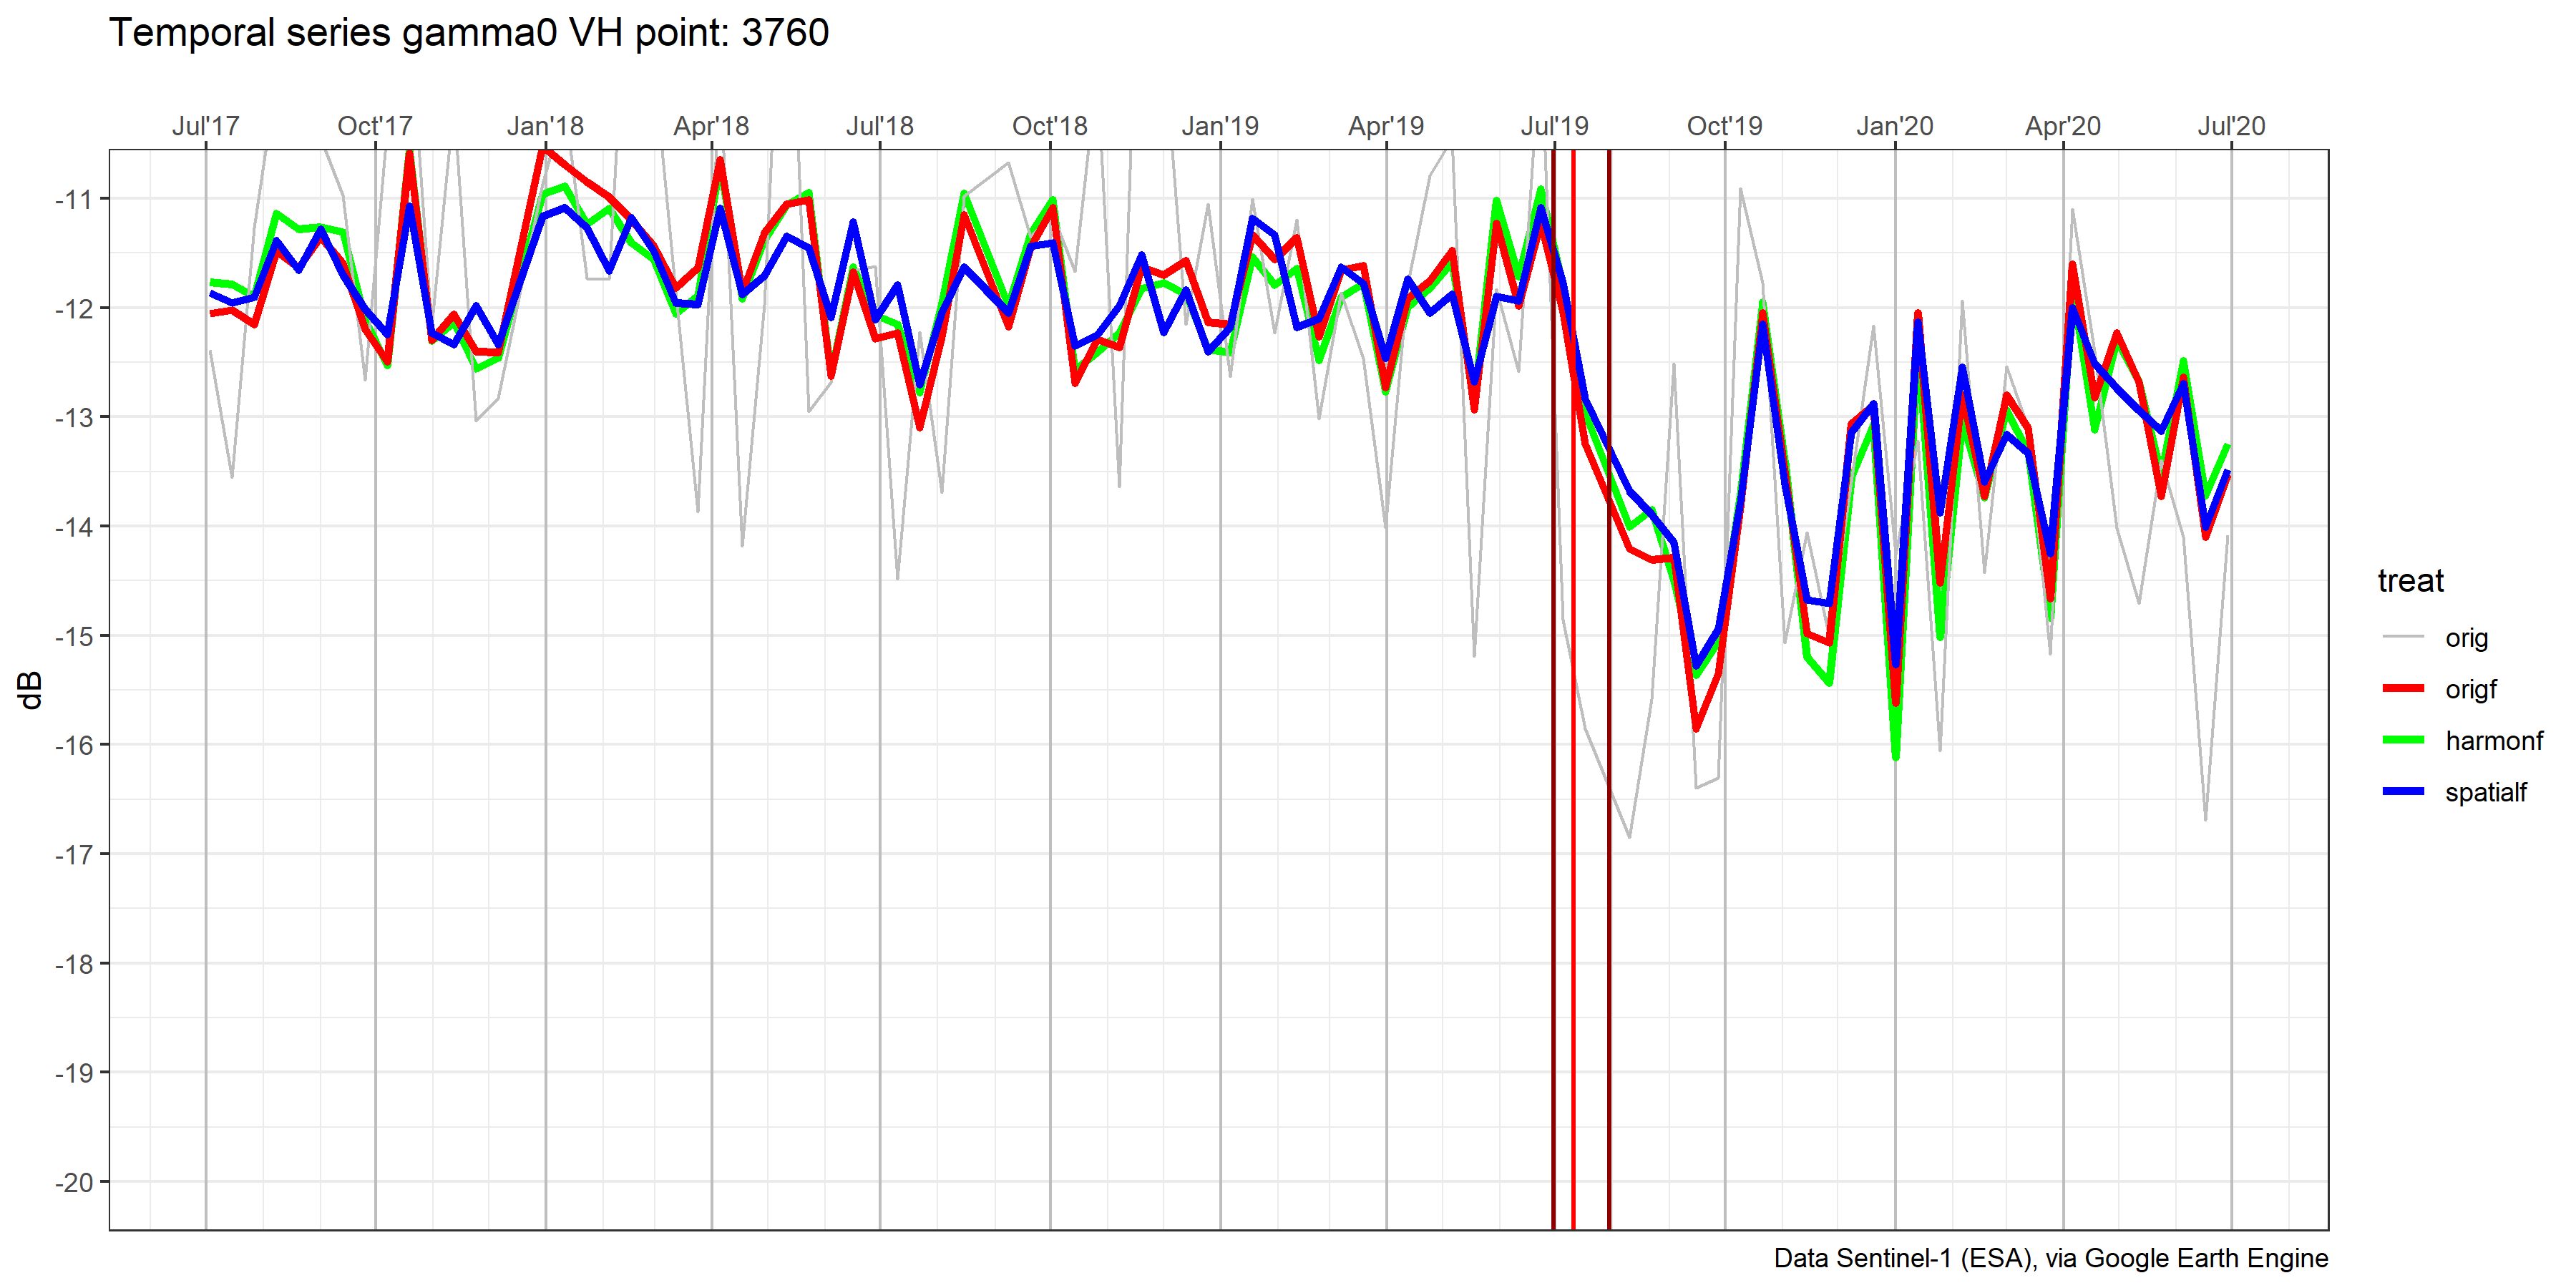 Temporal series gamma0 VH point: 3760
Jul'17 Oct'17 Jan'18 Apr'18 Jul'18 Oct'18 Jan'19 Apr'19 Jul'19 Oct'19 Jan'20 Apr'20 Jul'20
-11
-12
-13
-14
-15
-16
-17
-18
-19
-20
dB
treat
orig
origf
harmonf
spatialf
Data Sentinel-1 (ESA), via Google Earth Engine